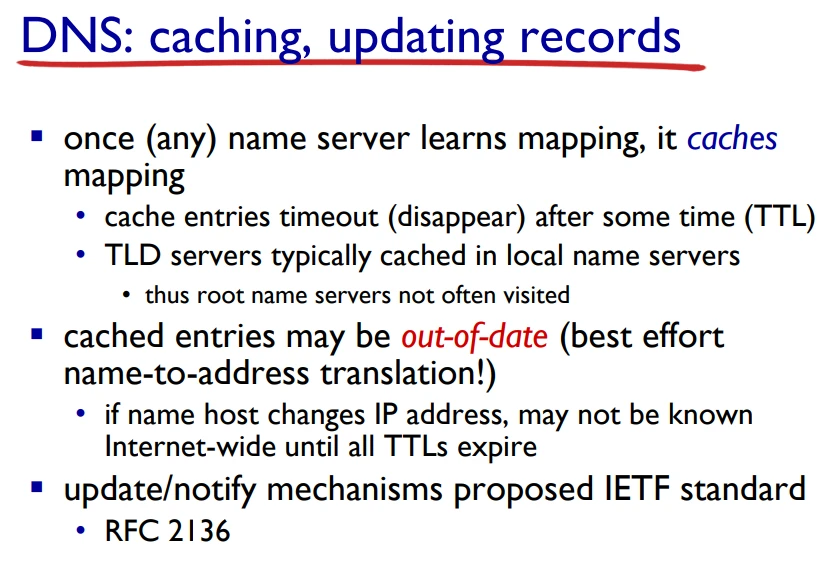 DNS: caching, updating records
▪ once (any) name server learns mapping, it caches
mapping
• cache entries timeout (disappear) after some time (TTL)
• TLD servers typically cached in local name servers
• thus root name servers not often visited
▪ cached entries may be out-of-date (best effort
name-to-address translation!)
• if name host changes IP address, may not be known
Internet-wide until all TTLs expire
▪ update/notify mechanisms proposed IETF standard
• RFC 2136